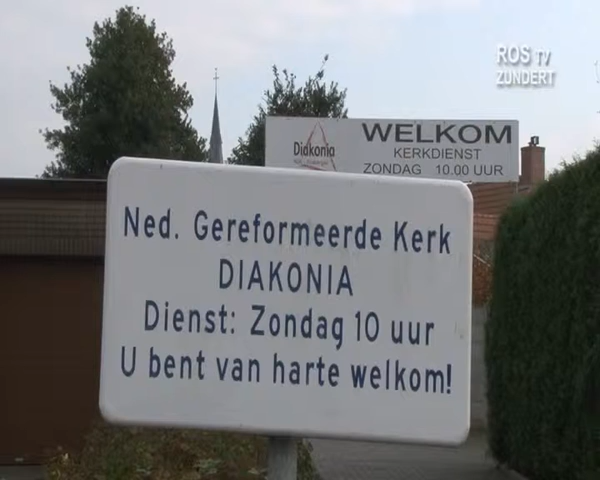 ROS TV
ZUNDERT
WELKOM
Diakonia
KERKDIENST
ZONDAG 10.00 UUR
Ned. Gereformeerde Kerk
DIAKONIA
Dienst: Zondag 10 uur
U bent van harte welkom!